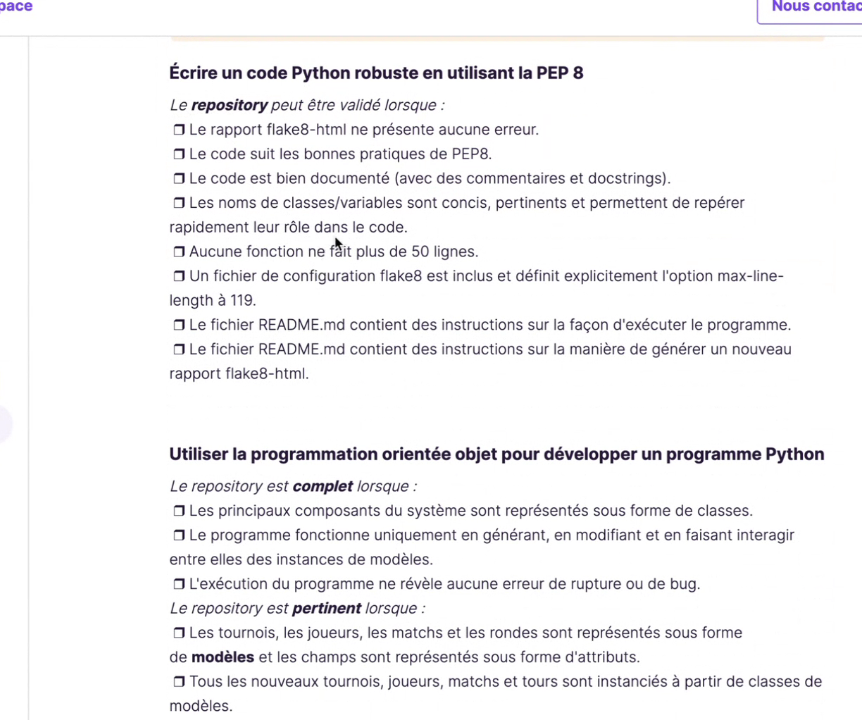 pace
Nous contac
Écrire un code Python robuste en utilisant la PEP 8
Le repository peut être validé lorsque :
❒ Le rapport flake8-html ne présente aucune erreur.
❒ Le code suit les bonnes pratiques de PEP8.
❒ Le code est bien documenté (avec des commentaires et docstrings).
❒ Les noms de classes/variables sont concis, pertinents et permettent de repérer
rapidement leur rôle dans le code.
❒ Aucune fonction ne fait plus de 50 lignes.
❒ Un fichier de configuration flake8 est inclus et définit explicitement l'option max-line-
length à 119.
❒ Le fichier README.md contient des instructions sur la façon d'exécuter le programme.
❒ Le fichier README.md contient des instructions sur la manière de générer un nouveau
rapport flake8-html.
Utiliser la programmation orientée objet pour développer un programme Python
Le repository est complet lorsque :
❒ Les principaux composants du système sont représentés sous forme de classes.
❒ Le programme fonctionne uniquement en générant, en modifiant et en faisant interagir
entre elles des instances de modèles.
❒ L'exécution du programme ne révèle aucune erreur de rupture ou de bug.
Le repository est pertinent lorsque :
❒ Les tournois, les joueurs, les matchs et les rondes sont représentés sous forme
de modèles et les champs sont représentés sous forme d'attributs.
❒ Tous les nouveaux tournois, joueurs, matchs et tours sont instanciés à partir de classes de
modèles.